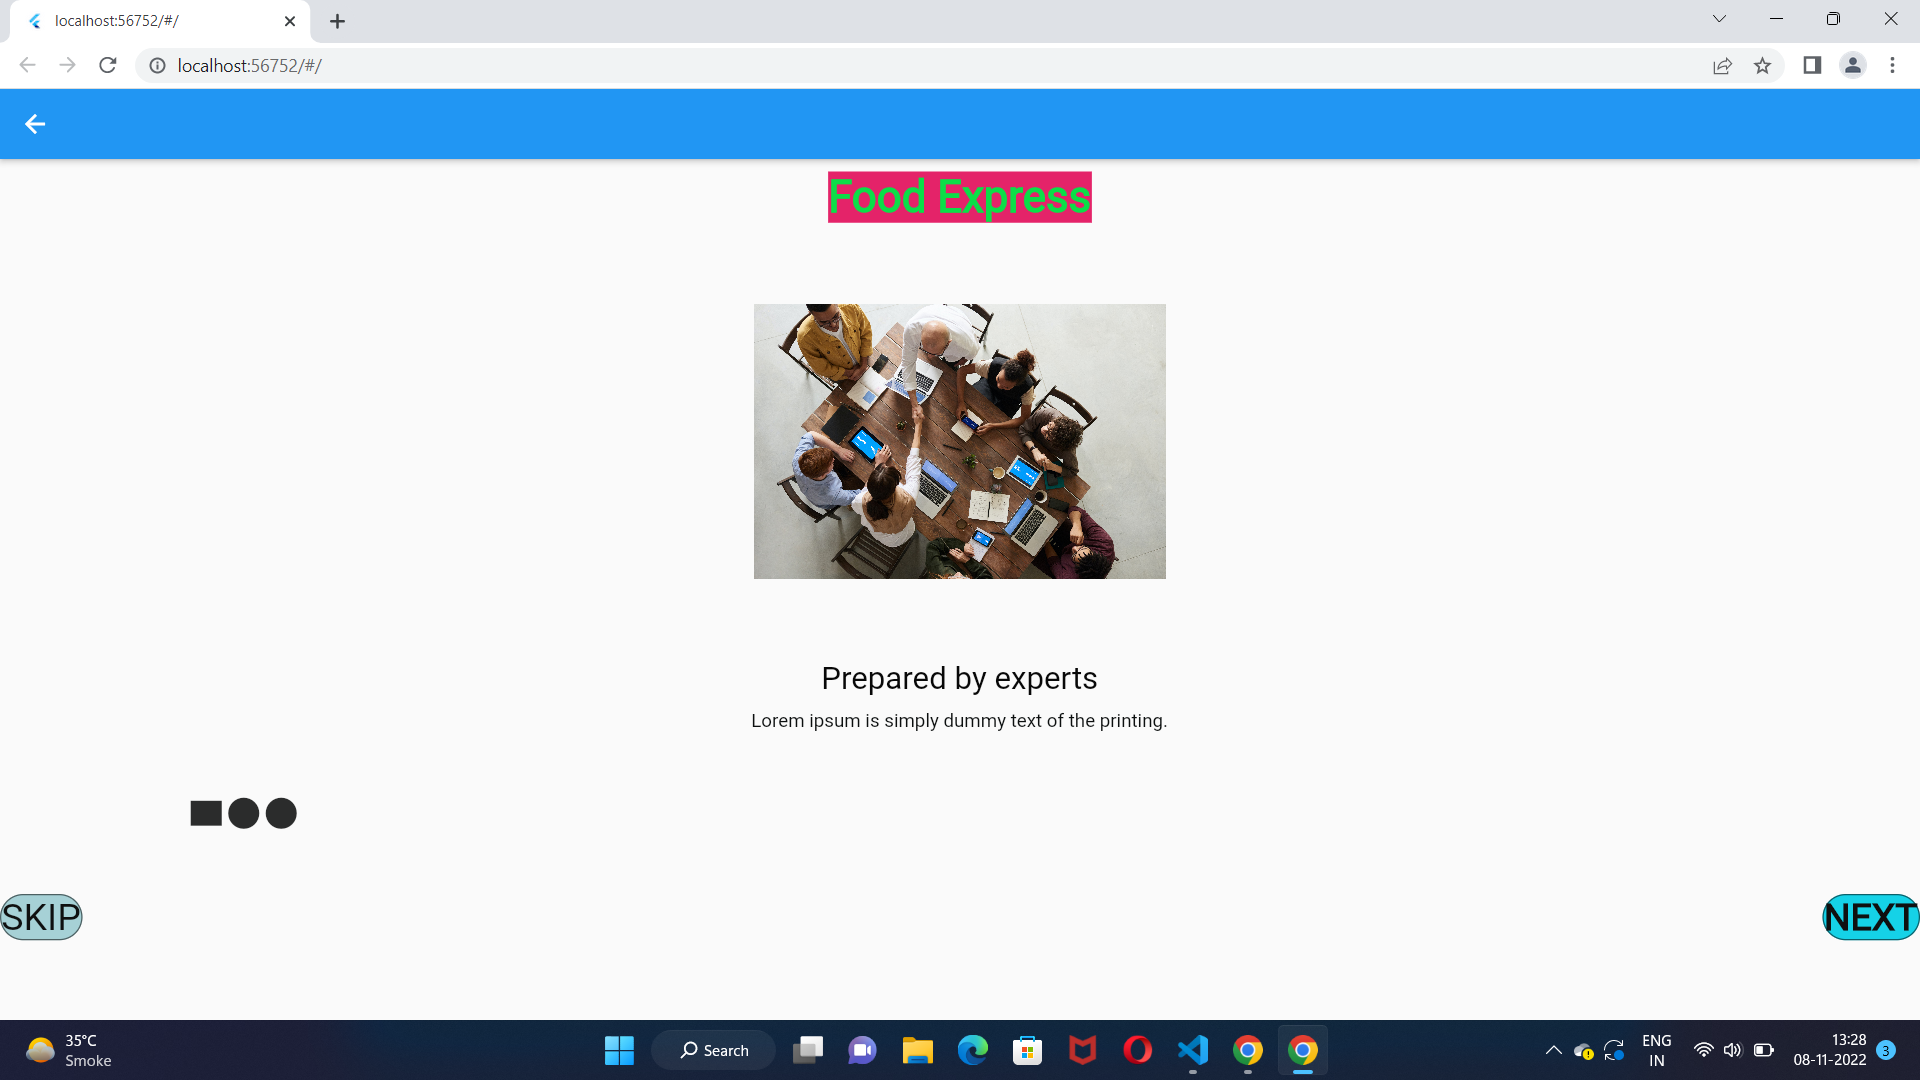 localhost:56752/#/
localhost:56752/#/
Food Express
Prepared by experts
Lorem ipsum is simply dummy text of the printing.
SKIP
NEXT
35°C
Smoke
Search
ENG
IN
13:28
08-11-2022
3